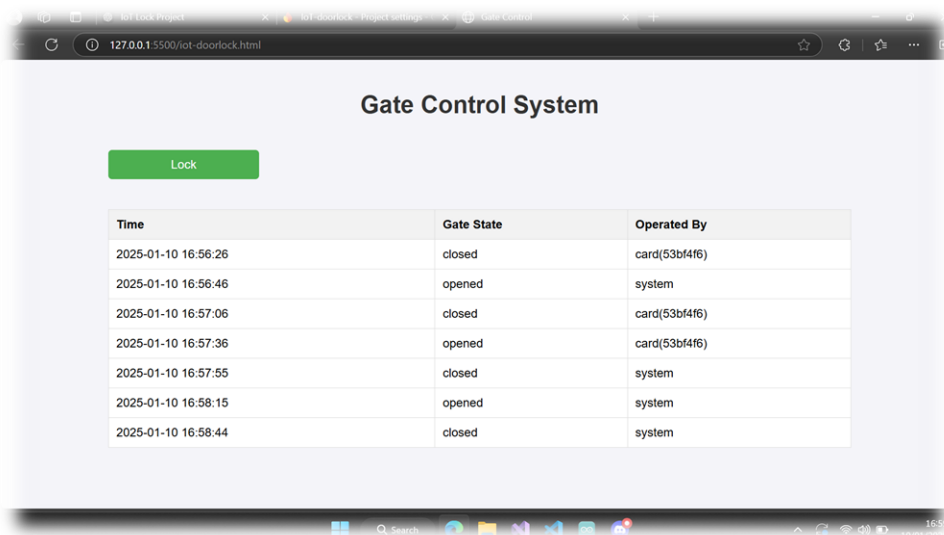 IoT Lock Project
IoT-doorlock - Project settings
Gate Control
127.0.0.1:5500/iot-doorlock.html
Gate Control System
Lock
Time Gate State Operated By
2025-01-10 16:56:26 closed card(53bf4f6)
2025-01-10 16:56:46 opened system
2025-01-10 16:57:06 closed card(53bf4f6)
2025-01-10 16:57:36 opened card(53bf4f6)
2025-01-10 16:57:55 closed system
2025-01-10 16:58:15 opened system
2025-01-10 16:58:44 closed system
Search